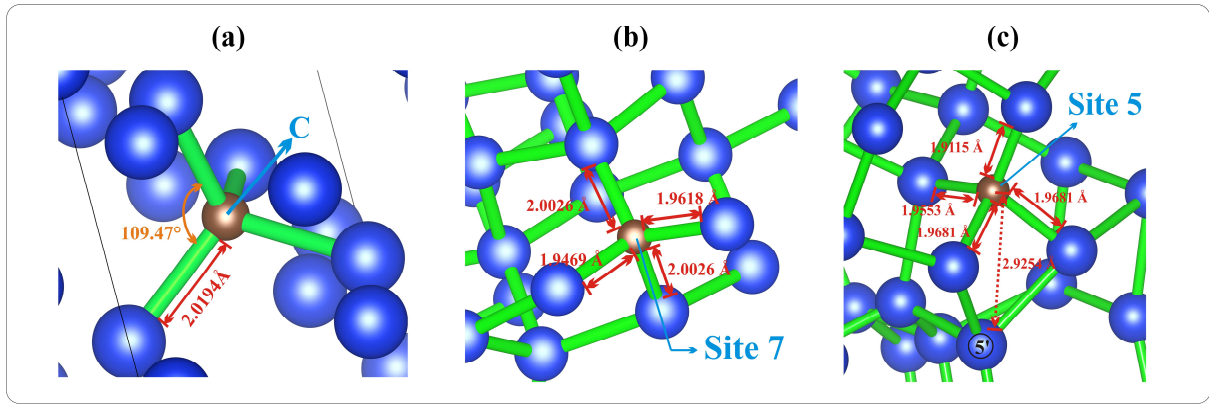 (a)
(b)
(c)
C
109.47°
2.0194Å
2.0026 Å
1.9618 Å
1.9469 Å
2.0026 Å
Site 7
Site 5
1.9115 Å
1.9553 Å
1.9681 Å
1.9681 Å
2.9254 Å
5'